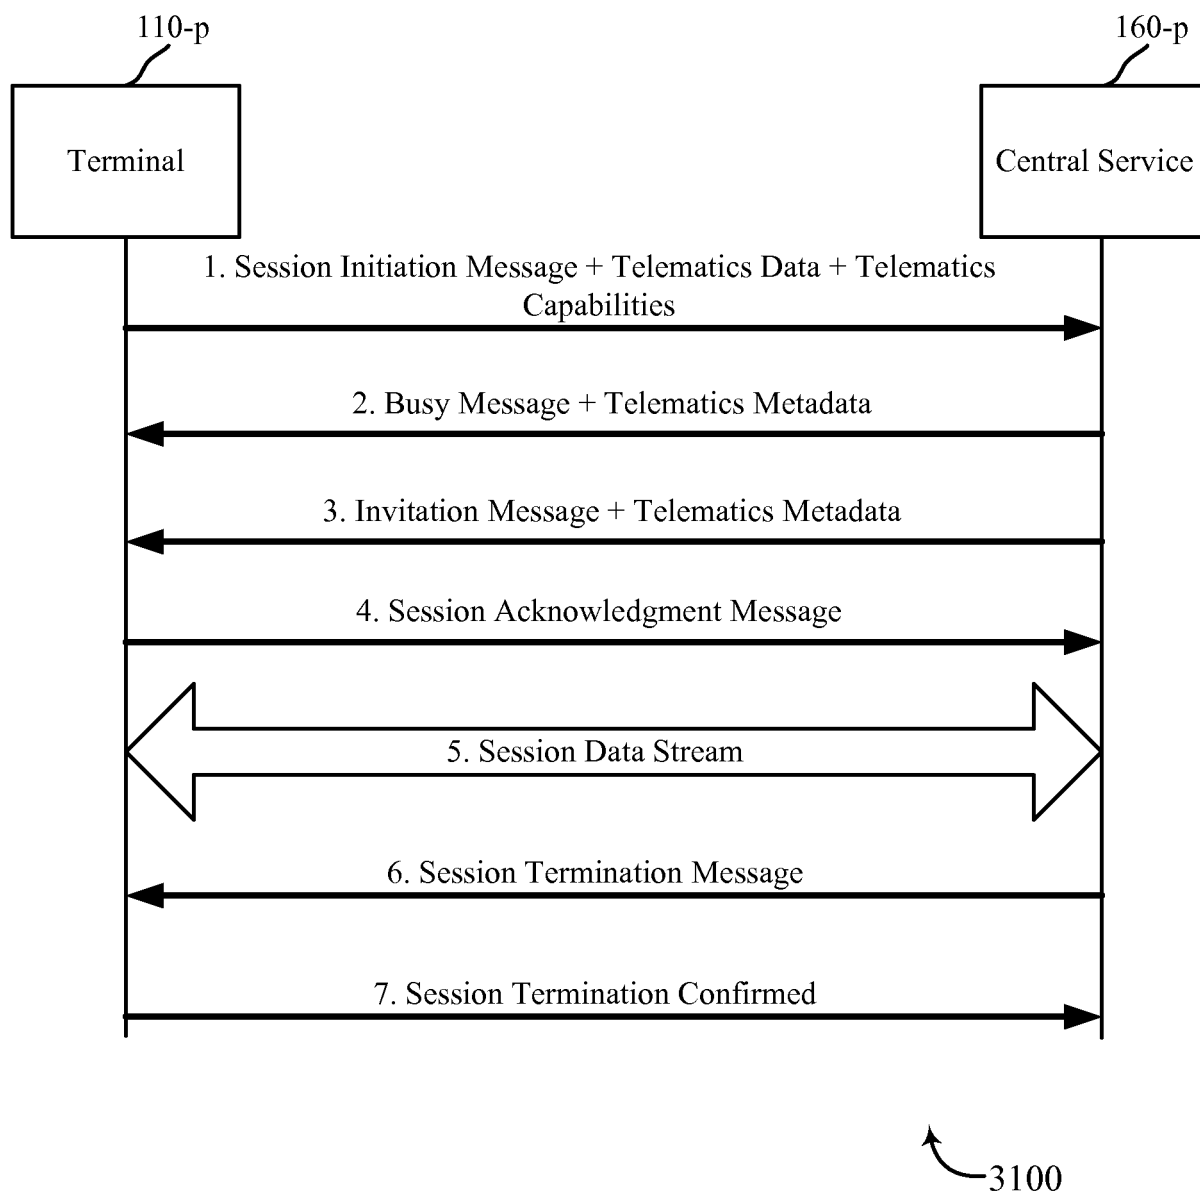 110-p
160-p
Terminal
Central Service
1. Session Initiation Message + Telematics Data + Telematics
Capabilities
2. Busy Message + Telematics Metadata
3. Invitation Message + Telematics Metadata
4. Session Acknowledgment Message
5. Session Data Stream
6. Session Termination Message
7. Session Termination Confirmed
3100